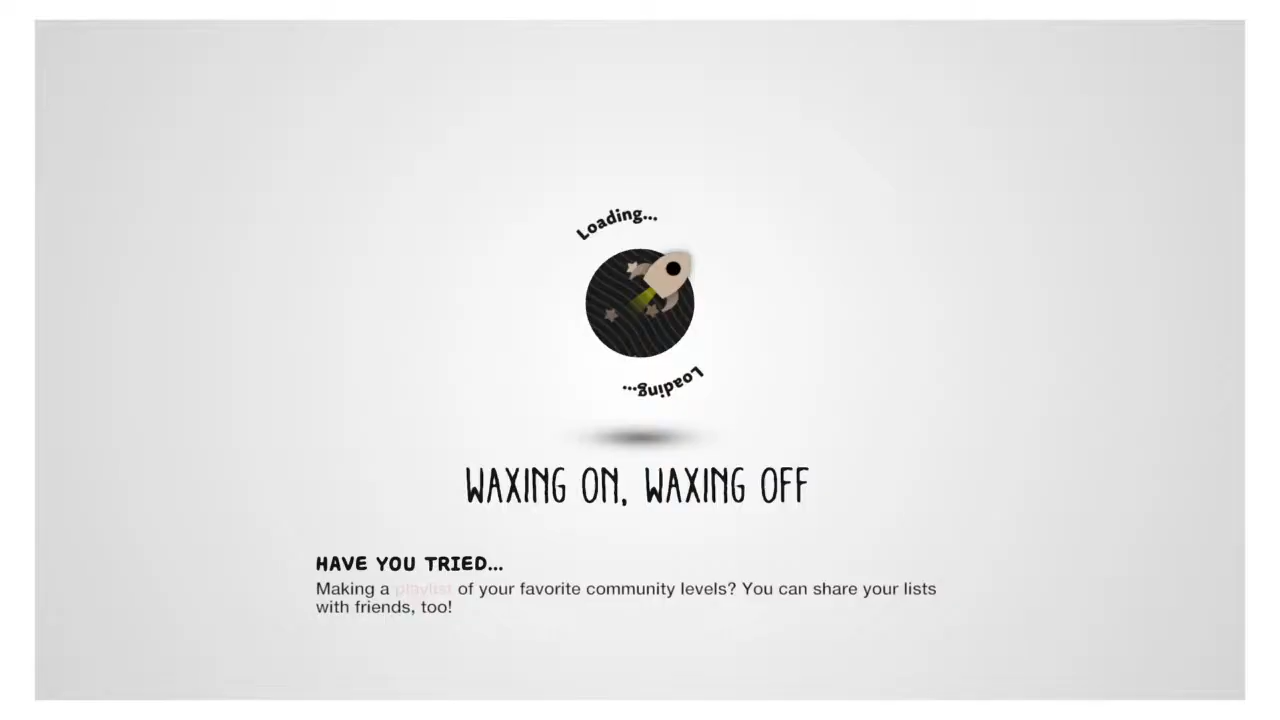 Loading...
Loading...
WAXING ON, WAXING OFF
HAVE YOU TRIED...
Making a playlist of your favorite community levels? You can share your lists
with friends, too!